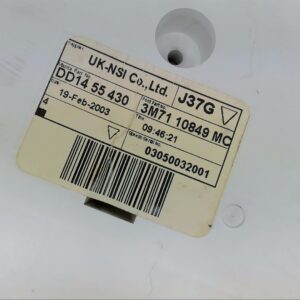 UK-NSI Co.,Ltd.
J37G
DD14 55 430
3M71 10849 MC
19-Feb-2003
09:46:21
4
03050032001